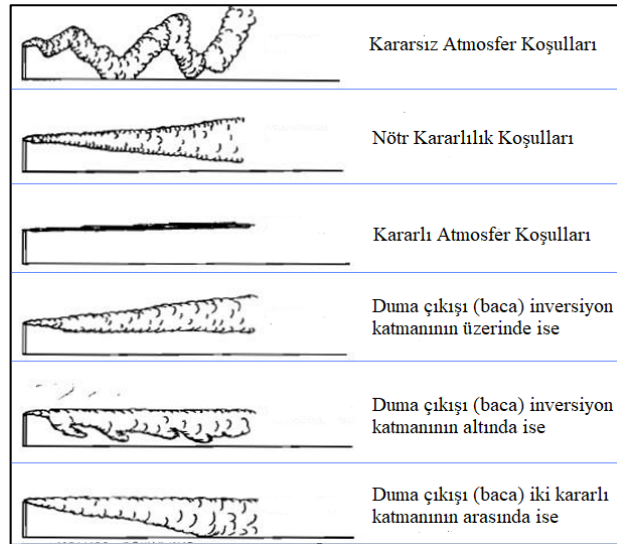 Kararsız Atmosfer Koşulları
Nötr Kararlılık Koşulları
Kararlı Atmosfer Koşulları
Duma çıkışı (baca) inversiyon
katmanının üzerinde ise
Duma çıkışı (baca) inversiyon
katmanının altında ise
Duma çıkışı (baca) iki kararlı
katmanının arasında ise